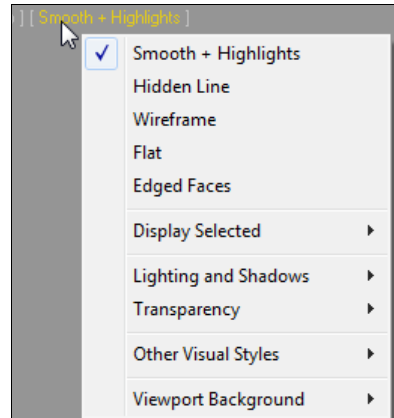 ] [ Smooth + Highlights ]
Smooth + Highlights
Hidden Line
Wireframe
Flat
Edged Faces
Display Selected
Lighting and Shadows
Transparency
Other Visual Styles
Viewport Background